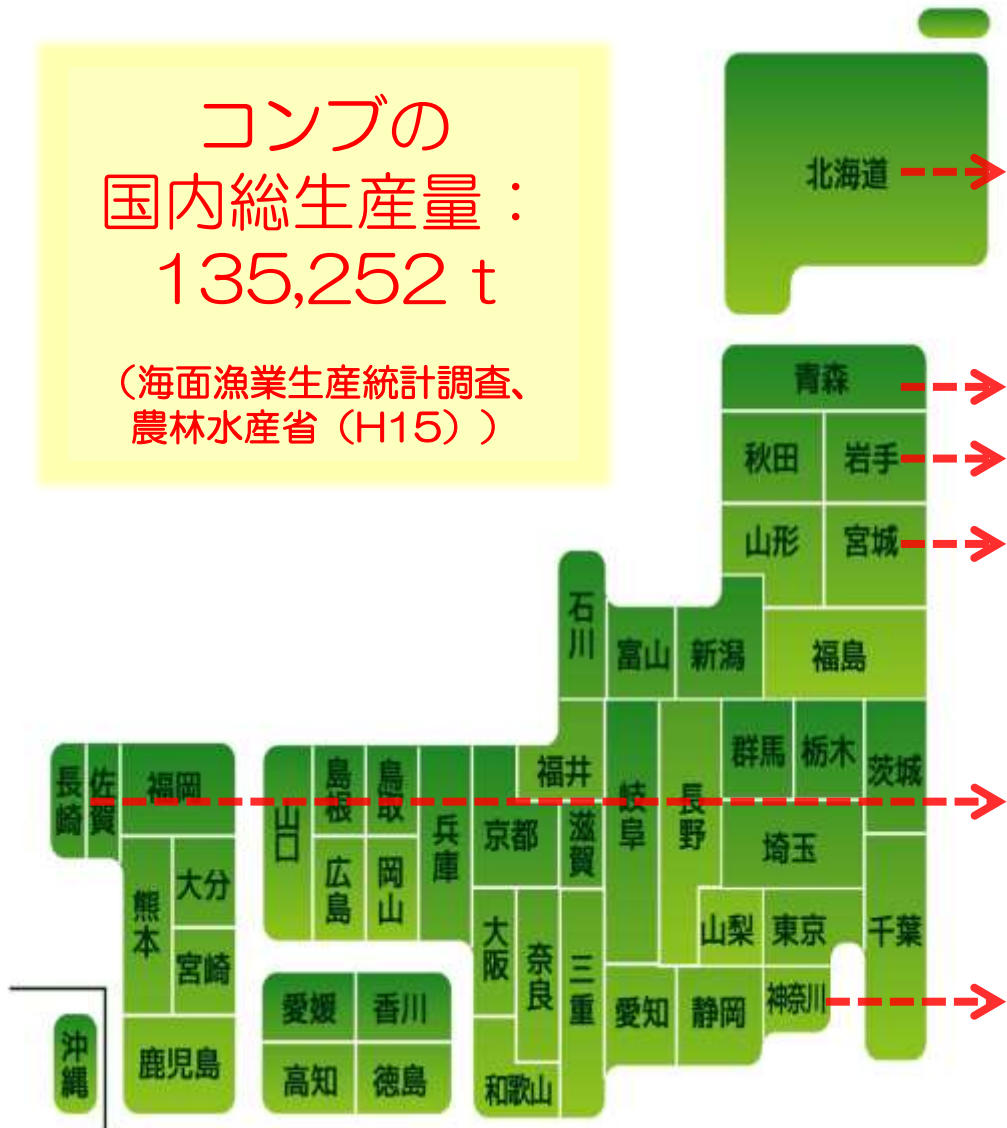 コンブの
国内総生産量：
135,252 t
（海面漁業生産統計調査、
農林水産省（H15））
北海道
青森
秋田
岩手
山形
宮城
石川
富山
新潟
福島
福井
岐阜
長野
群馬
栃木
茨城
長崎
佐賀
福岡
山口
島根
鳥取
兵庫
京都
滋賀
埼玉
熊本
大分
広島
岡山
大阪
奈良
三重
山梨
東京
千葉
宮崎
愛媛
香川
愛知
静岡
神奈川
沖縄
鹿児島
高知
徳島
和歌山